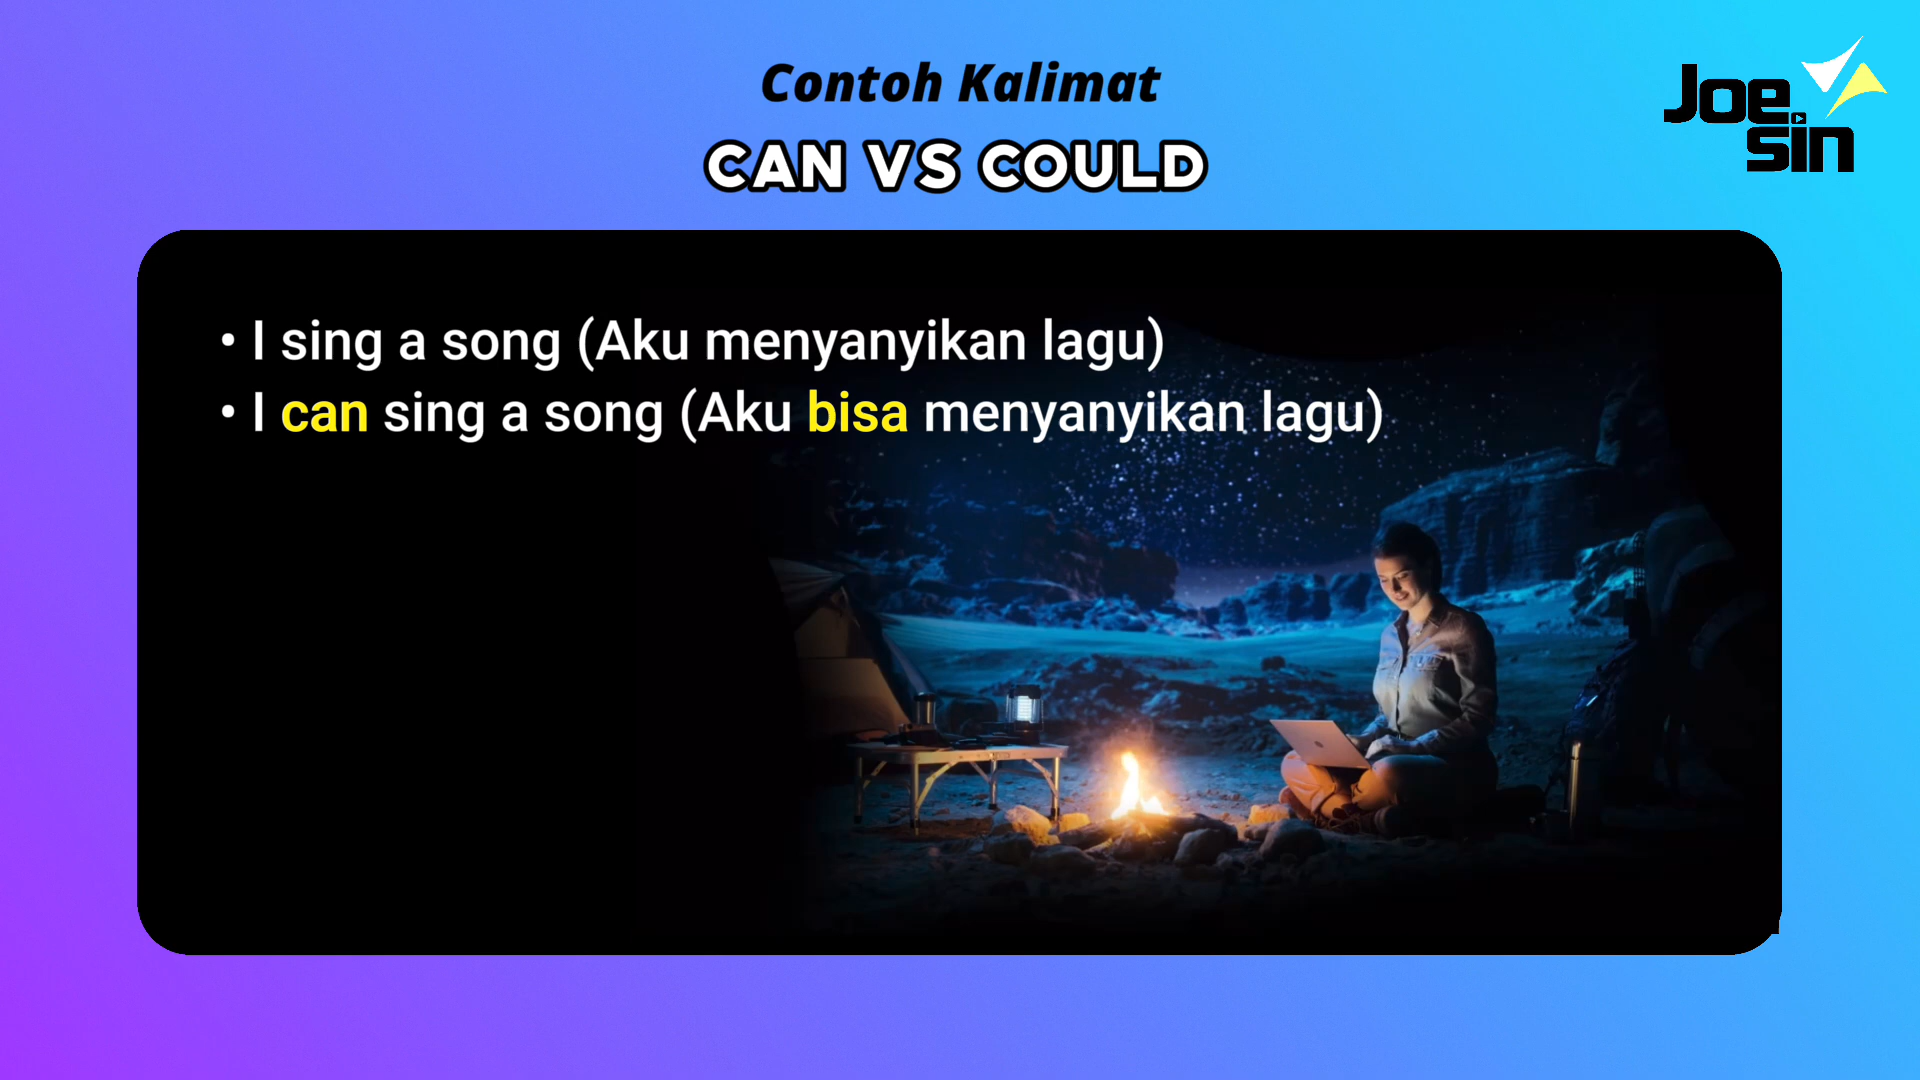 Contoh Kalimat
CAN VS COULD
Joe
sin
• I sing a song (Aku menyanyikan lagu)
• I can sing a song (Aku bisa menyanyikan lagu)